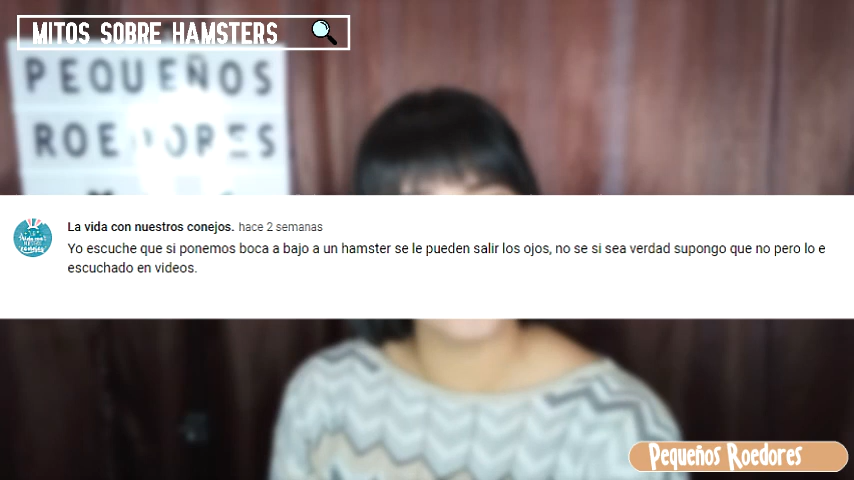 MITOS SOBRE HAMSTERS
PEQUEÑOS
ROEDORES
La vida con nuestros conejos. hace 2 semanas
Yo escuche que si ponemos boca a bajo a un hamster se le pueden salir los ojos, no se si sea verdad supongo que no pero lo e
escuchado en videos.
Pequeños Roedores